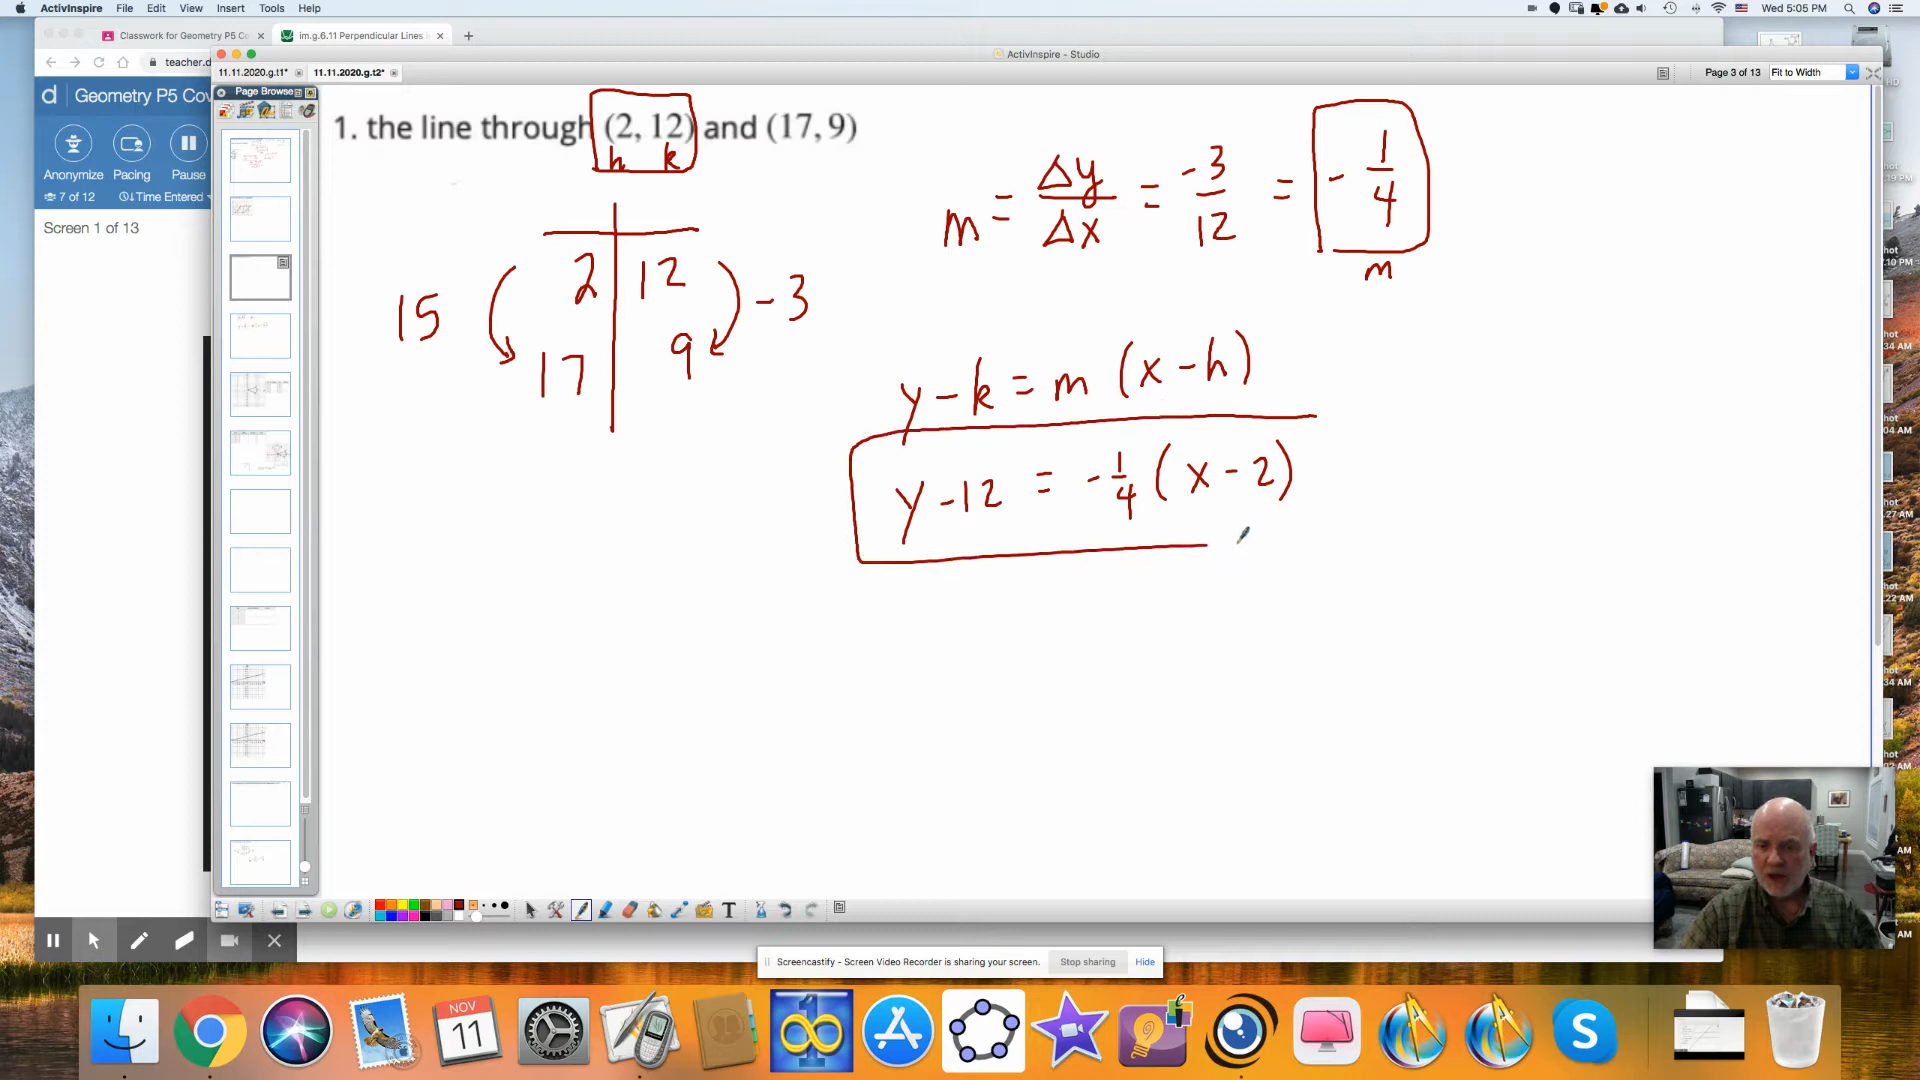 ActivInspire File Edit View Insert Tools Help
Wed 5:05 PM
Classwork for Geometry P5 Co
im.g.6.11 Perpendicular Lines
teacher.d
ActivInspire - Studio
11.11.2020.g.t1*
11.11.2020.g.t2*
Page 3 of 13
Fit to Width
Geometry P5 Cov
Page Browse
Anonymize
Pacing
Pause
7 of 12
Time Entered
Screen 1 of 13
1. the line through (2, 12) and (17, 9)
h k
m = Δy/Δx = -3/12 = -1/4
m
2 | 12
15
-3
17 | 9
y - k = m (x - h)
y - 12 = -1/4 (x - 2)
Screencastify - Screen Video Recorder is sharing your screen.
Stop sharing
Hide
NOV
11